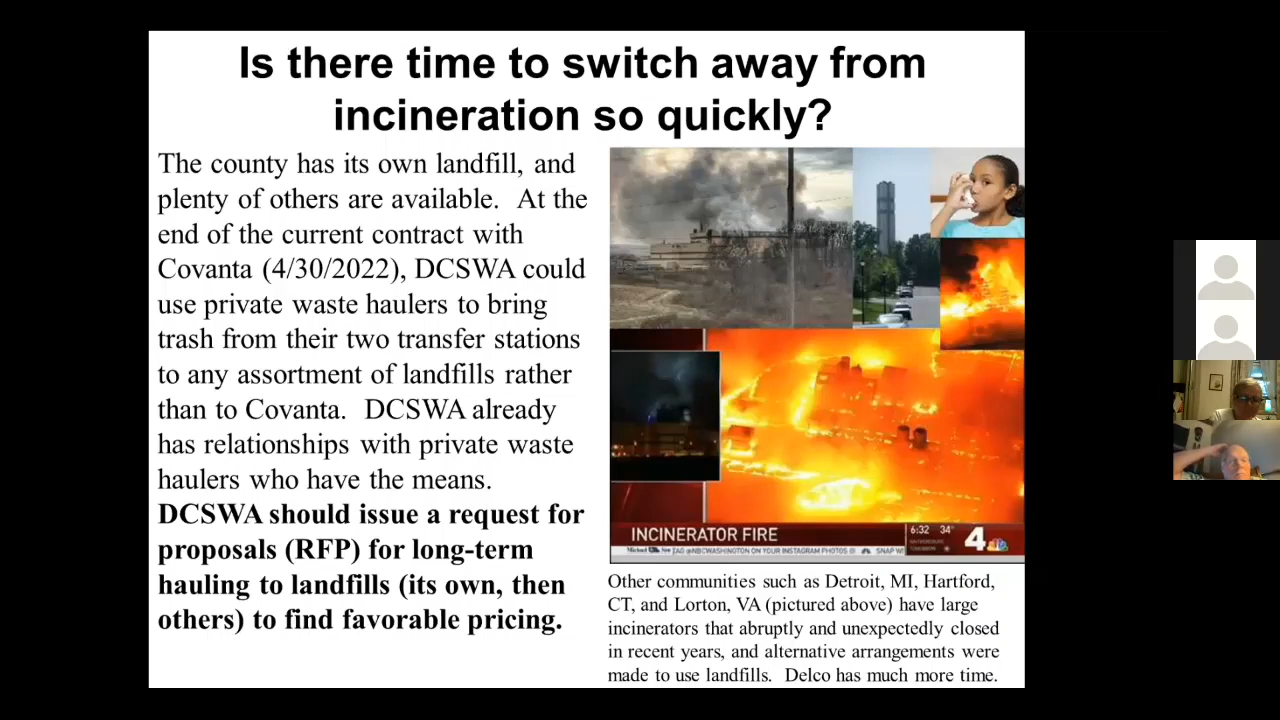 Is there time to switch away from
incineration so quickly?
The county has its own landfill, and
plenty of others are available. At the
end of the current contract with
Covanta (4/30/2022), DCSWA could
use private waste haulers to bring
trash from their two transfer stations
to any assortment of landfills rather
than to Covanta. DCSWA already
has relationships with private waste
haulers who have the means.
DCSWA should issue a request for
proposals (RFP) for long-term
hauling to landfills (its own, then
others) to find favorable pricing.
INCINERATOR FIRE
6:32 34°
4
TAG @NBCWASHINGTON ON YOUR INSTAGRAM PHOTOS
SNAP
Other communities such as Detroit, MI, Hartford,
CT, and Lorton, VA (pictured above) have large
incinerators that abruptly and unexpectedly closed
in recent years, and alternative arrangements were
made to use landfills. Delco has much more time.